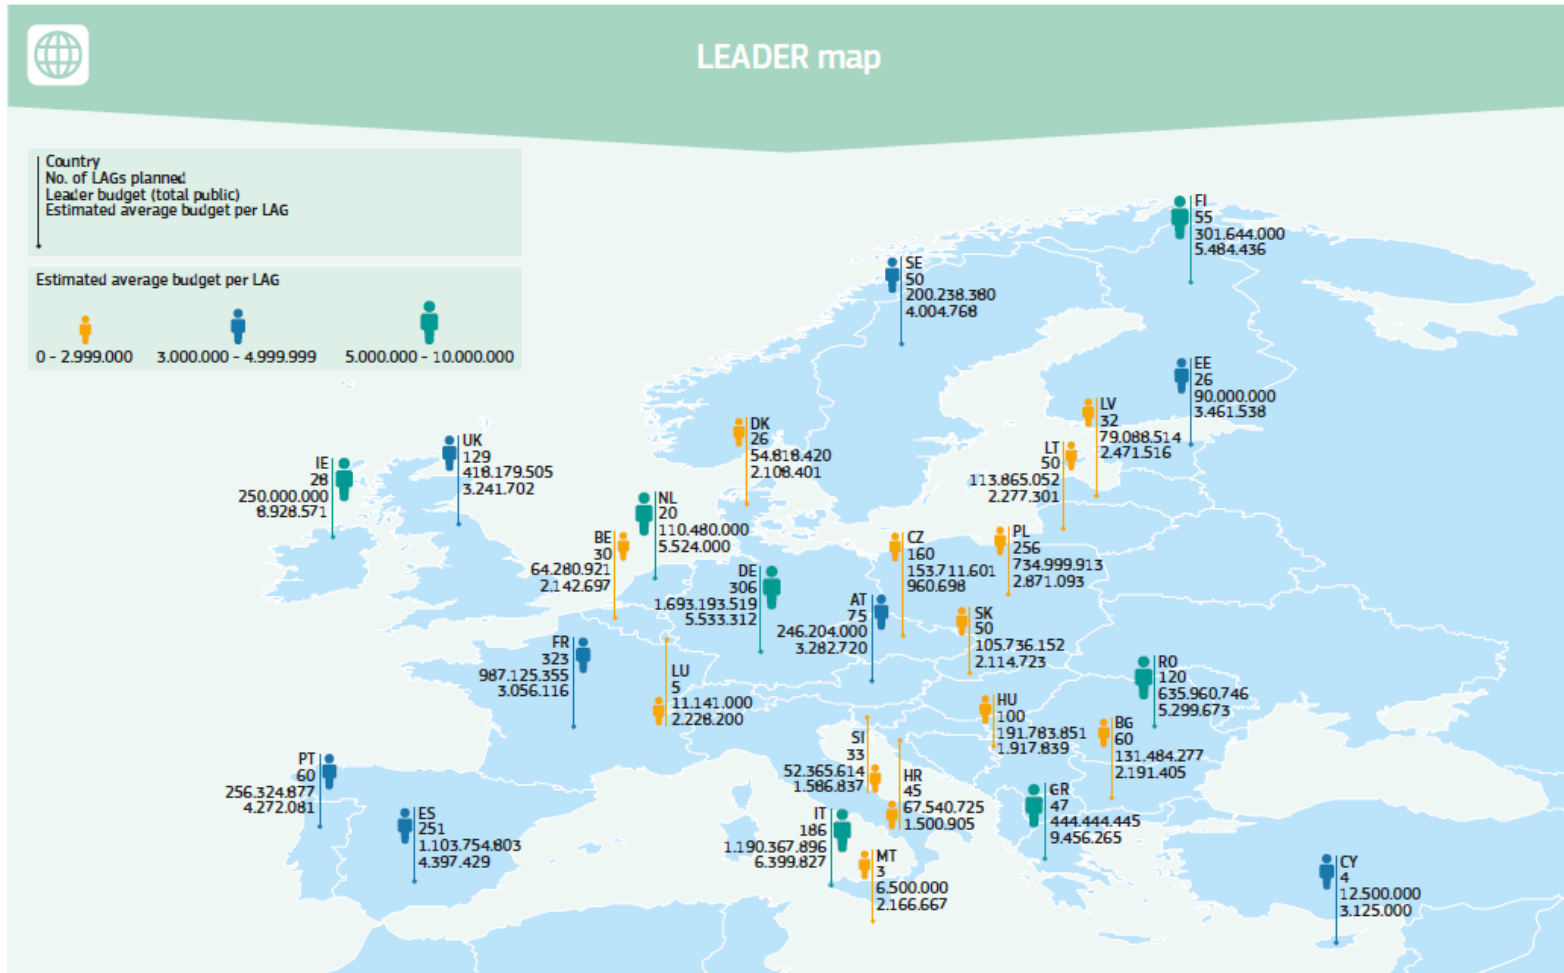 LEADER map
Country
No. of LAGs planned
Leader budget (total public)
Estimated average budget per LAG
Estimated average budget per LAG
0 - 2.999.000
3.000.000 - 4.999.999
5.000.000 - 10.000.000
FI
55
301.644.000
5.484.436
SE
50
200.238.380
4.004.768
EE
26
90.000.000
3.461.538
LV
32
79.088.514
2.471.516
LT
50
113.865.052
2.277.301
DK
26
54.818.420
2.108.401
UK
129
418.179.505
3.241.702
IE
28
250.000.000
8.928.571
NL
20
110.480.000
5.524.000
BE
30
64.280.921
2.142.697
DE
306
1.693.193.519
5.533.312
CZ
160
153.711.601
960.698
PL
256
734.999.913
2.871.093
AT
75
246.204.000
3.282.720
SK
50
105.736.152
2.114.723
FR
323
987.125.355
3.056.116
LU
5
11.141.000
2.228.200
RO
120
635.960.746
5.299.673
HU
100
191.783.851
1.917.839
BG
60
131.484.277
2.191.405
SI
33
52.365.614
1.586.837
HR
45
67.540.725
1.500.905
PT
60
256.324.877
4.272.081
ES
251
1.103.754.803
4.397.429
IT
186
1.190.367.896
6.399.827
GR
47
444.444.445
9.456.265
MT
3
6.500.000
2.166.667
CY
4
12.500.000
3.125.000